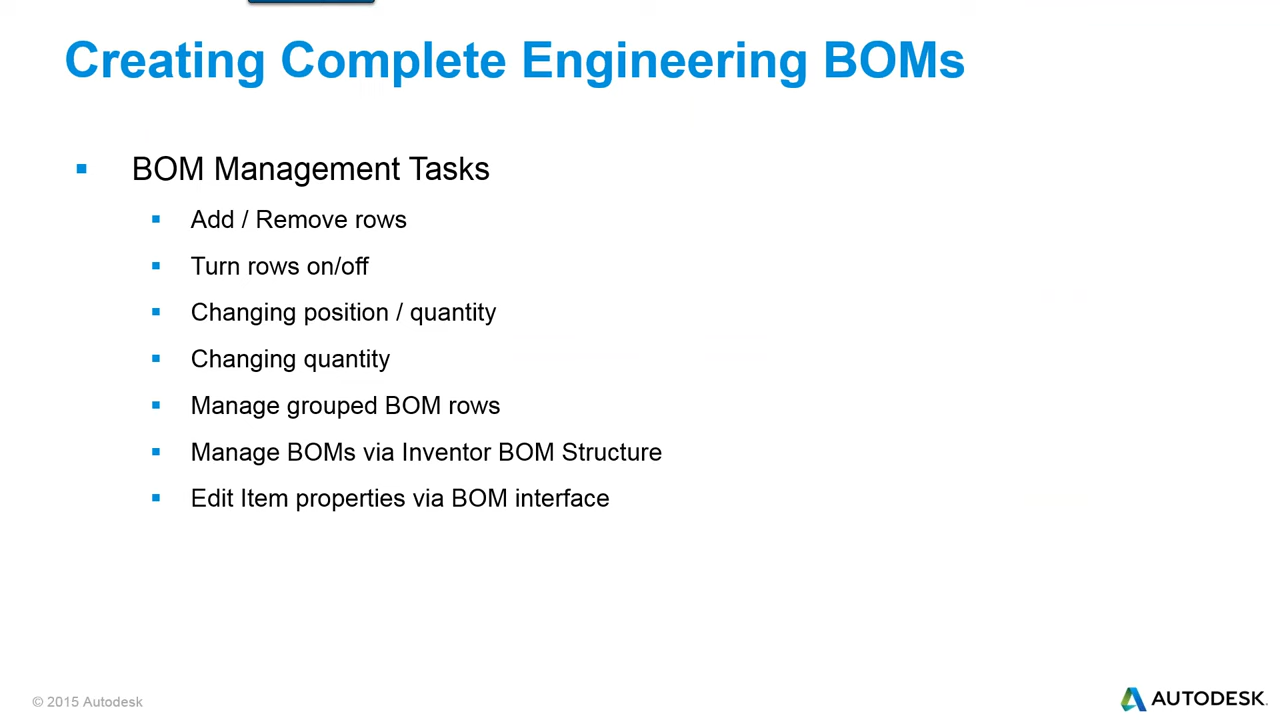 Creating Complete Engineering BOMs
BOM Management Tasks
Add / Remove rows
Turn rows on/off
Changing position / quantity
Changing quantity
Manage grouped BOM rows
Manage BOMs via Inventor BOM Structure
Edit Item properties via BOM interface
© 2015 Autodesk
AUTODESK.